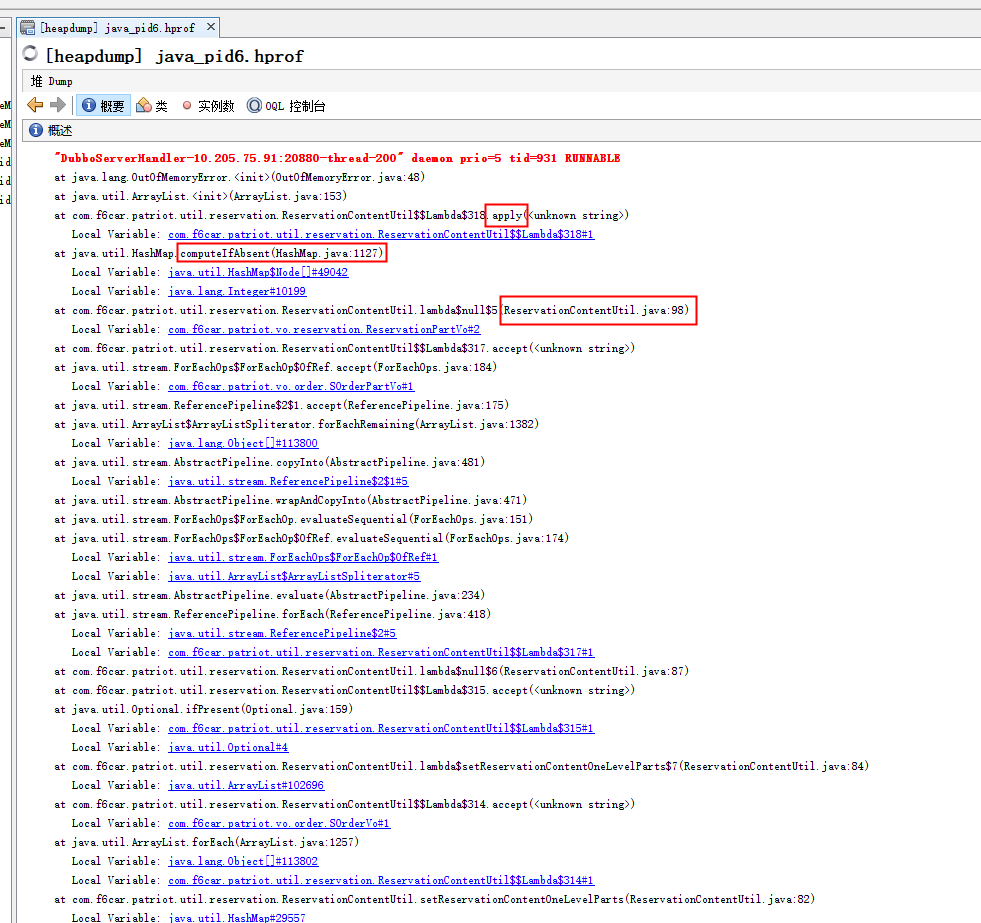 [heapdump] java_pid6.hprof ×
[heapdump] java_pid6.hprof
堆 Dump
概要 类 实例数 OQL 控制台
概述
"DubboServerHandler-10.205.75.91:20880-thread-200" daemon prio=5 tid=931 RUNNABLE
at java.lang.OutOfMemoryError.<init>(OutOfMemoryError.java:48)
at java.util.ArrayList.<init>(ArrayList.java:153)
at com.f6car.patriot.util.reservation.ReservationContentUtil$$Lambda$318.apply(<unknown string>)
Local Variable: com.f6car.patriot.util.reservation.ReservationContentUtil$$Lambda$318#1
at java.util.HashMap.computeIfAbsent(HashMap.java:1127)
Local Variable: java.util.HashMap$Node[]#49042
Local Variable: java.lang.Integer#10199
at com.f6car.patriot.util.reservation.ReservationContentUtil.lambda$null$5(ReservationContentUtil.java:98)
Local Variable: com.f6car.patriot.vo.reservation.ReservationPartVo#2
at com.f6car.patriot.util.reservation.ReservationContentUtil$$Lambda$317.accept(<unknown string>)
at java.util.stream.ForEachOps$ForEachOp$OfRef.accept(ForEachOps.java:184)
Local Variable: com.f6car.patriot.vo.order.SOrderPartVo#1
at java.util.stream.ReferencePipeline$2$1.accept(ReferencePipeline.java:175)
at java.util.ArrayList$ArrayListSpliterator.forEachRemaining(ArrayList.java:1382)
Local Variable: java.lang.Object[]#113800
at java.util.stream.AbstractPipeline.copyInto(AbstractPipeline.java:481)
Local Variable: java.util.stream.ReferencePipeline$2$1#5
at java.util.stream.AbstractPipeline.wrapAndCopyInto(AbstractPipeline.java:471)
at java.util.stream.ForEachOps$ForEachOp.evaluateSequential(ForEachOps.java:151)
at java.util.stream.ForEachOps$ForEachOp$OfRef.evaluateSequential(ForEachOps.java:174)
Local Variable: java.util.stream.ForEachOps$ForEachOp$OfRef#1
Local Variable: java.util.ArrayList$ArrayListSpliterator#5
at java.util.stream.AbstractPipeline.evaluate(AbstractPipeline.java:234)
at java.util.stream.ReferencePipeline.forEach(ReferencePipeline.java:418)
Local Variable: java.util.stream.ReferencePipeline$2#5
Local Variable: com.f6car.patriot.util.reservation.ReservationContentUtil$$Lambda$317#1
at com.f6car.patriot.util.reservation.ReservationContentUtil.lambda$null$6(ReservationContentUtil.java:87)
at com.f6car.patriot.util.reservation.ReservationContentUtil$$Lambda$315.accept(<unknown string>)
at java.util.Optional.ifPresent(Optional.java:159)
Local Variable: com.f6car.patriot.util.reservation.ReservationContentUtil$$Lambda$315#1
Local Variable: java.util.Optional#4
at com.f6car.patriot.util.reservation.ReservationContentUtil.lambda$setReservationContentOneLevelParts$7(ReservationContentUtil.java:84)
Local Variable: java.util.ArrayList#102696
at com.f6car.patriot.util.reservation.ReservationContentUtil$$Lambda$314.accept(<unknown string>)
Local Variable: com.f6car.patriot.vo.order.SOrderVo#1
at java.util.ArrayList.forEach(ArrayList.java:1257)
Local Variable: java.lang.Object[]#113802
Local Variable: com.f6car.patriot.util.reservation.ReservationContentUtil$$Lambda$314#1
at com.f6car.patriot.util.reservation.ReservationContentUtil.setReservationContentOneLevelParts(ReservationContentUtil.java:82)
Local Variable: java.util.HashMap#29557